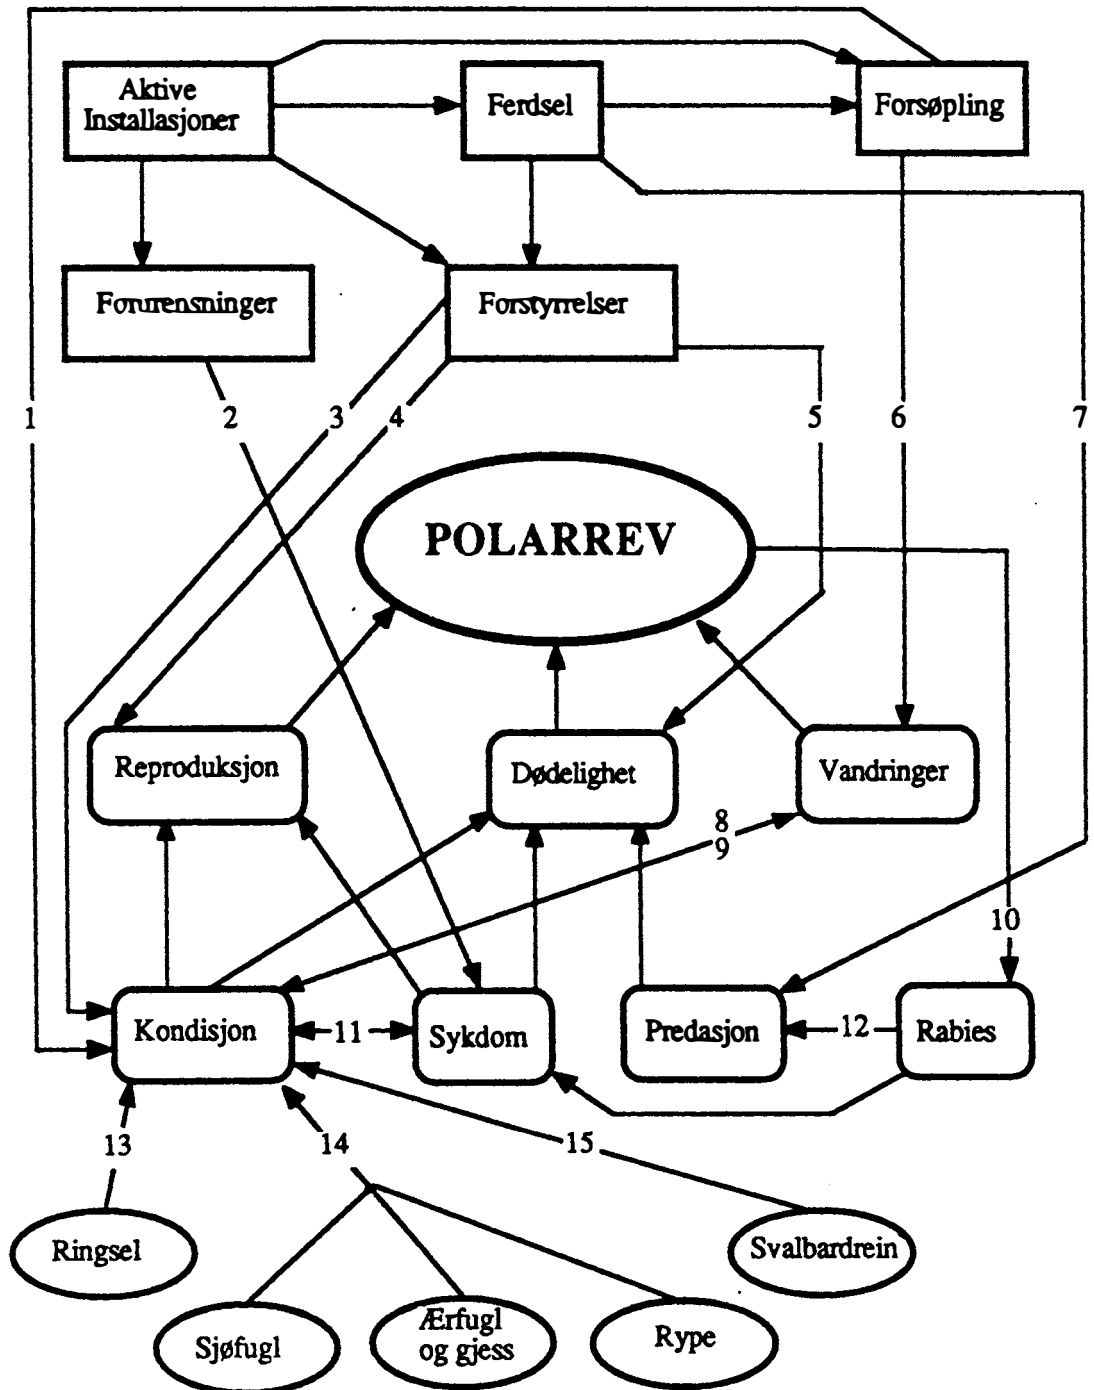 Aktive
Installasjoner
Ferdsel
Forsøpling
Forurensninger
Forstyrrelser
1
2
3
4
5
6
7
POLARREV
Reproduksjon
Dødelighet
Vandringer
8
9
10
Kondisjon
11
Sykdom
Predasjon
12
Rabies
13
14
15
Ringsel
Svalbardrein
Sjøfugl
Ærfugl
og gjess
Rype